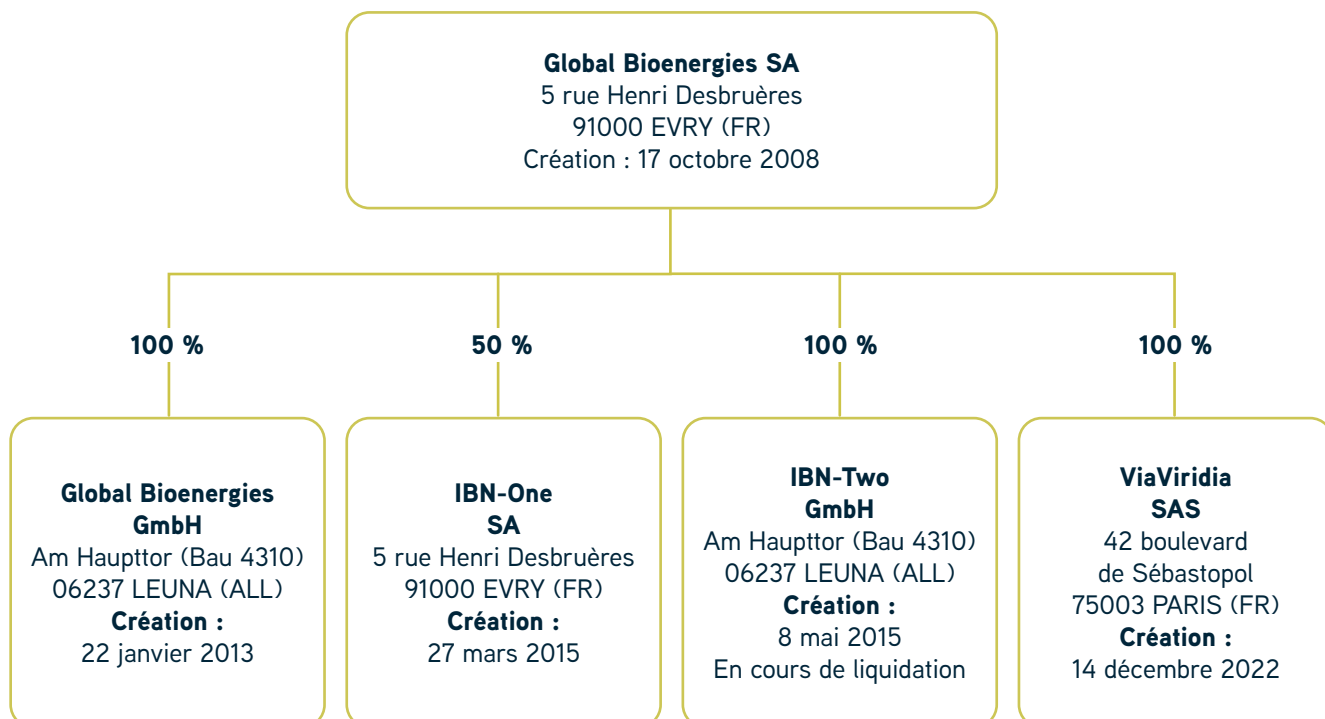 Global Bioenergies SA
5 rue Henri Desbruères
91000 EVRY (FR)
Création : 17 octobre 2008
100 %
50 %
100 %
100 %
Global Bioenergies
GmbH
Am Haupttor (Bau 4310)
06237 LEUNA (ALL)
Création :
22 janvier 2013
IBN-One
SA
5 rue Henri Desbruères
91000 EVRY (FR)
Création :
27 mars 2015
IBN-Two
GmbH
Am Haupttor (Bau 4310)
06237 LEUNA (ALL)
Création :
8 mai 2015
En cours de liquidation
ViaViridia
SAS
42 boulevard
de Sébastopol
75003 PARIS (FR)
Création :
14 décembre 2022